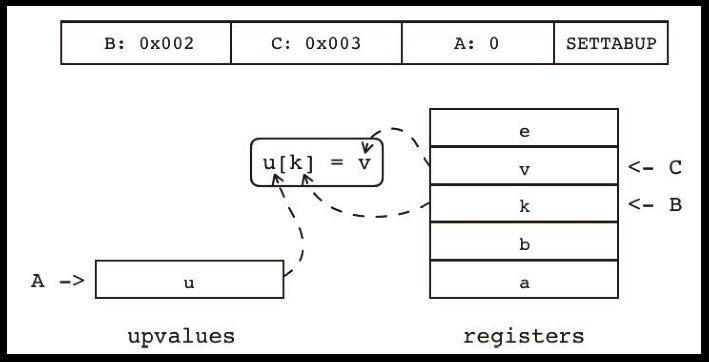 B: 0x002 C: 0x003 A: 0 SETTABUP
e
u[k] = v
v <- C
k <- B
b
A -> u
a
upvalues registers